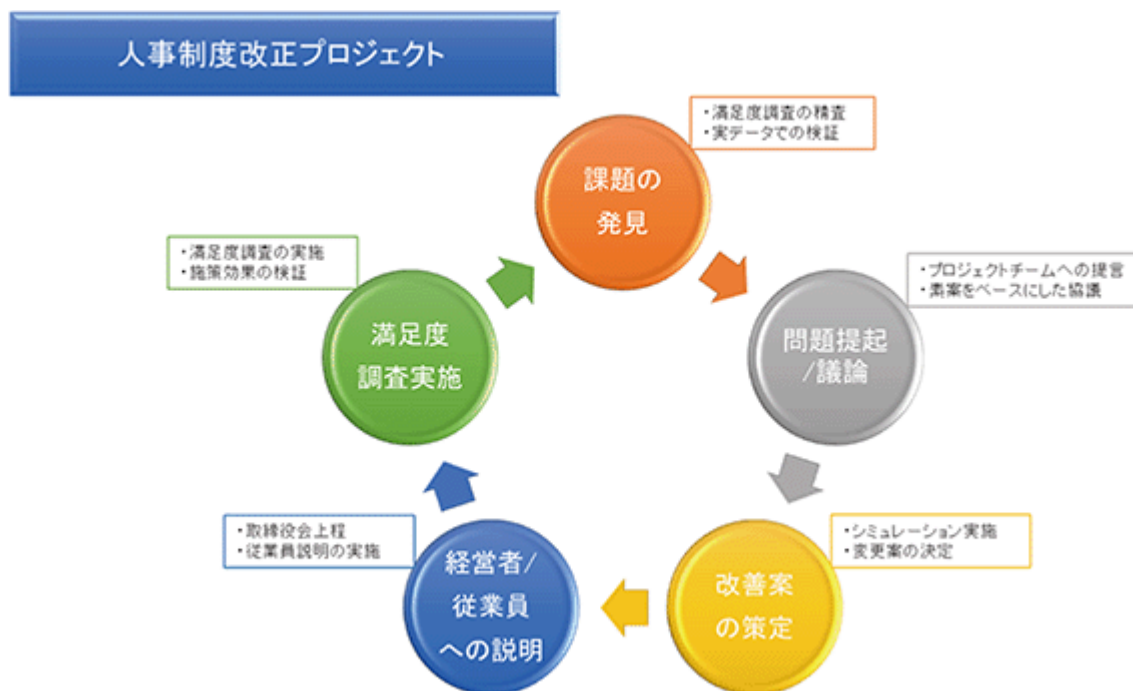 人事制度改正プロジェクト
・満足度調査の精査
・実データでの検証
課題の
発見
・プロジェクトチームへの提言
・素案をベースにした協議
問題提起
/議論
・シミュレーション実施
・変更案の決定
改善案
の策定
・取締役会上程
・従業員説明の実施
経営者/
従業員
への説明
・満足度調査の実施
・施策効果の検証
満足度
調査実施